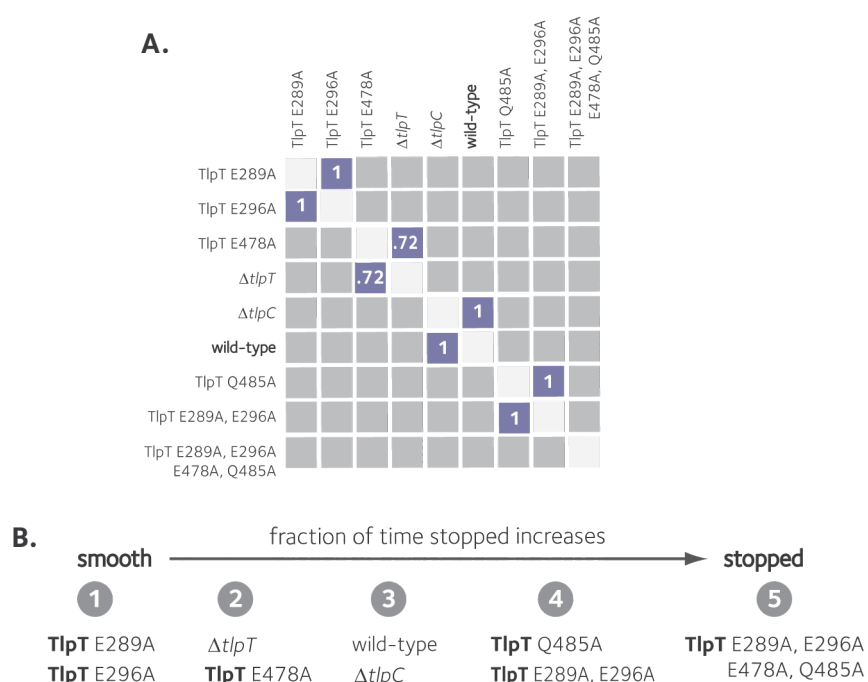 A.
TlpT E289A
TlpT E296A
TlpT E478A
ΔtlpT
ΔtlpC
wild-type
TlpT Q485A
TlpT E289A, E296A
TlpT E289A, E296A
E478A, Q485A
TlpT E289A 1
TlpT E296A 1
TlpT E478A .72
ΔtlpT .72
ΔtlpC 1
wild-type 1
TlpT Q485A 1
TlpT E289A, E296A 1
TlpT E289A, E296A
E478A, Q485A
B.
fraction of time stopped increases
smooth stopped
1 2 3 4 5
TlpT E289A ΔtlpT wild-type TlpT Q485A TlpT E289A, E296A
TlpT E296A TlpT E478A ΔtlpC TlpT E289A, E296A E478A, Q485A